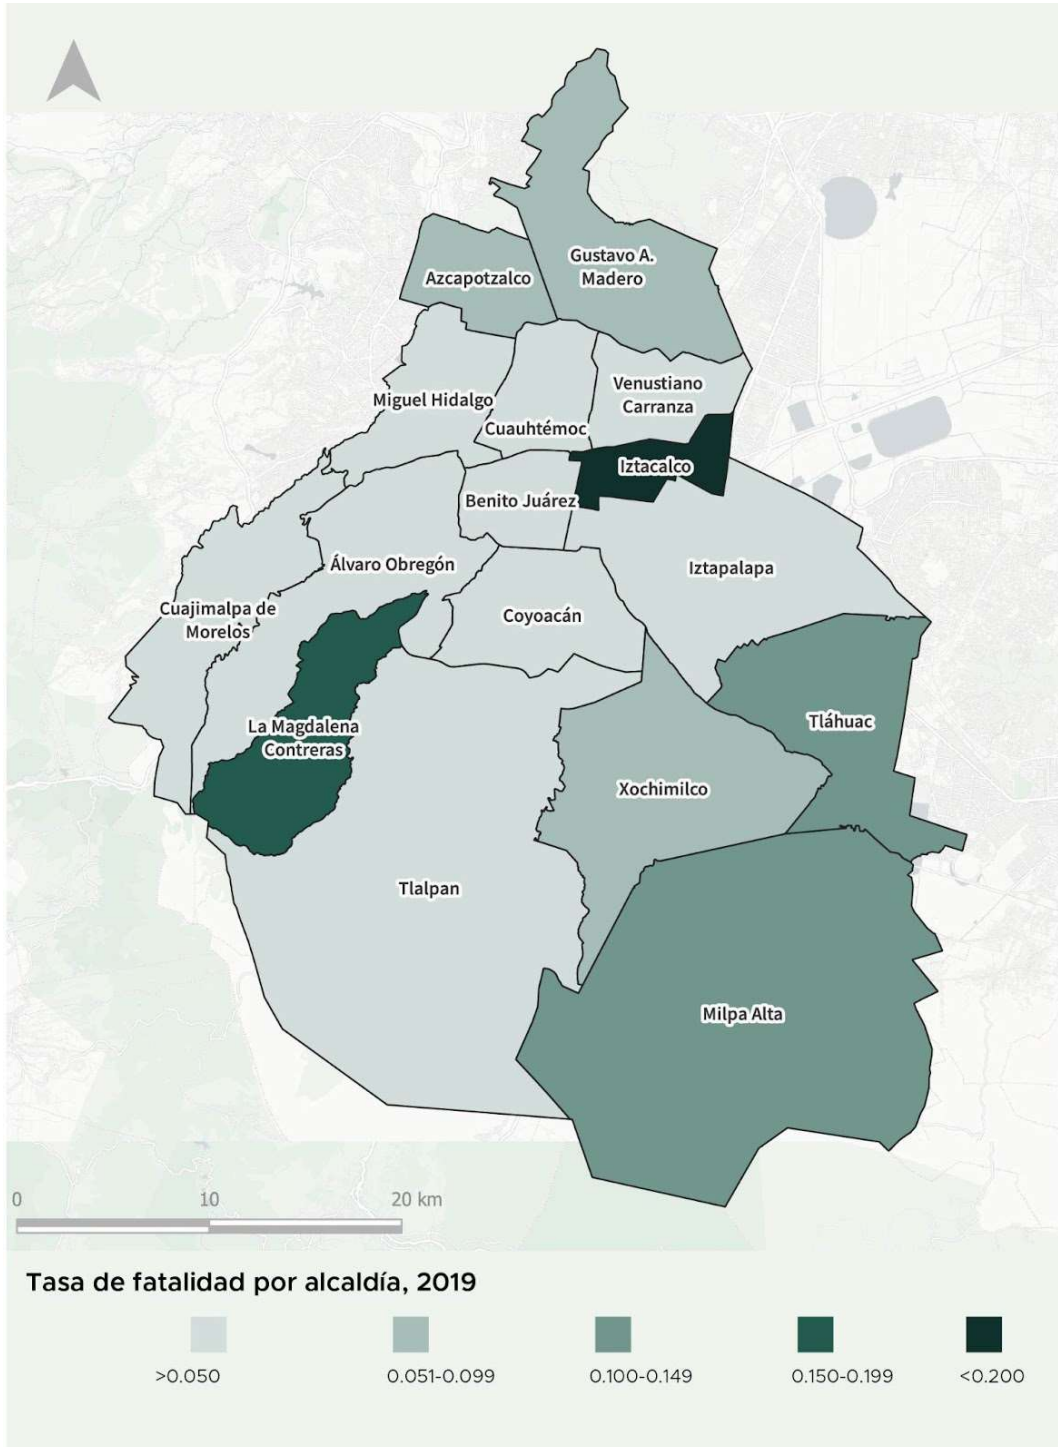 Gustavo A.
Madero
Azcapotzalco
Venustiano
Carranza
Miguel Hidalgo
Cuauhtémoc
Iztacalco
Benito Juárez
Álvaro Obregón
Iztapalapa
Cuajimalpa de
Morelos
Coyoacán
La Magdalena
Contreras
Tláhuac
Xochimilco
Tlalpan
Milpa Alta
0 10 20 km
Tasa de fatalidad por alcaldía, 2019
>0.050 0.051-0.099 0.100-0.149 0.150-0.199 <0.200